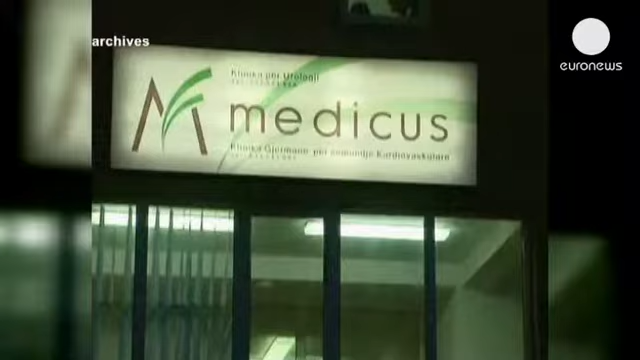 archives
euronews
Klinika për Urologji
medicus
Klinika Gjermane për sëmundje Kardiovaskulare